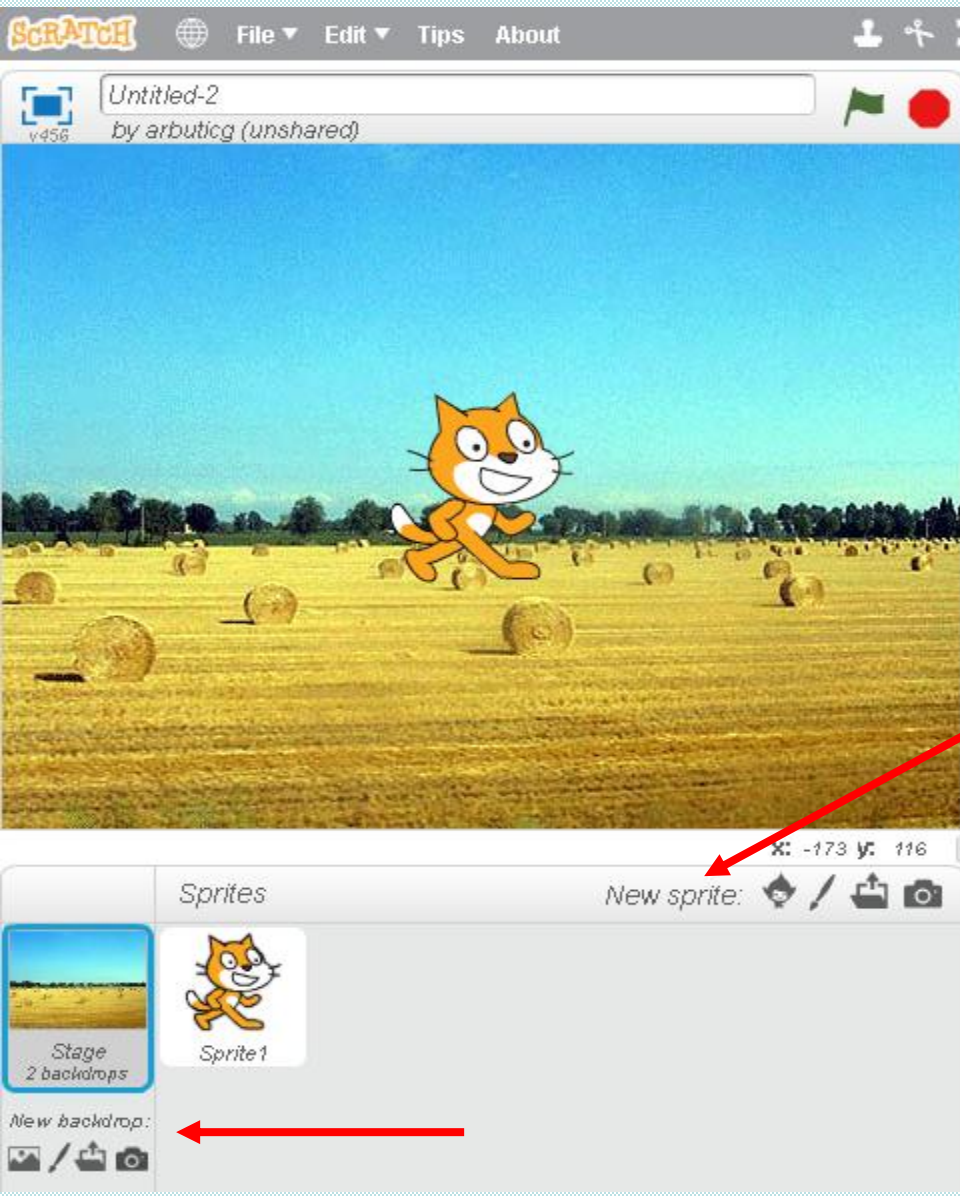 SCRATCH File Edit Tips About
Untitled-2
v456 by arbuticg (unshared)
x: -173 y: 116
Sprites New sprite:
Stage
2 backdrops
Sprite1
New backdrop: